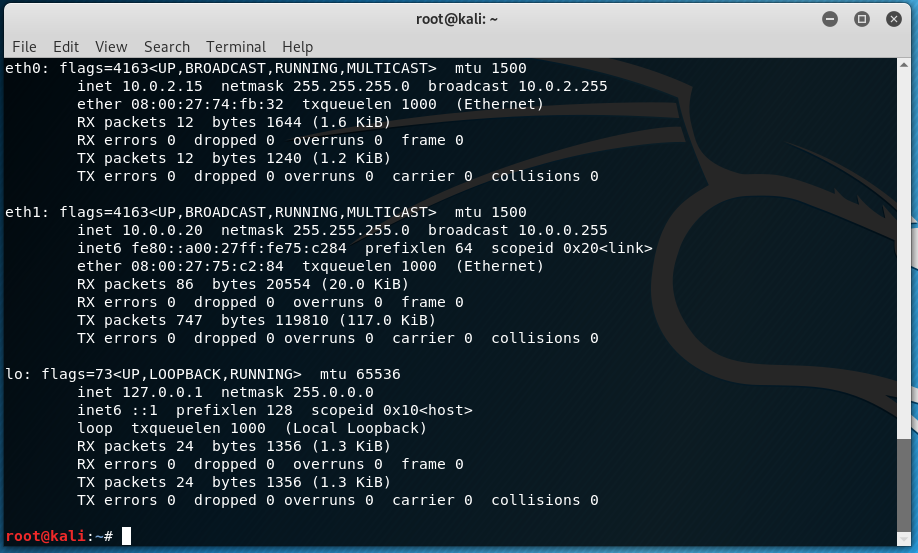 root@kali: ~
File Edit View Search Terminal Help
eth0: flags=4163<UP,BROADCAST,RUNNING,MULTICAST>  mtu 1500
        inet 10.0.2.15  netmask 255.255.255.0  broadcast 10.0.2.255
        ether 08:00:27:74:fb:32  txqueuelen 1000  (Ethernet)
        RX packets 12  bytes 1644 (1.6 KiB)
        RX errors 0  dropped 0  overruns 0  frame 0
        TX packets 12  bytes 1240 (1.2 KiB)
        TX errors 0  dropped 0 overruns 0  carrier 0  collisions 0
eth1: flags=4163<UP,BROADCAST,RUNNING,MULTICAST>  mtu 1500
        inet 10.0.0.20  netmask 255.255.255.0  broadcast 10.0.0.255
        inet6 fe80::a00:27ff:fe75:c284  prefixlen 64  scopeid 0x20<link>
        ether 08:00:27:75:c2:84  txqueuelen 1000  (Ethernet)
        RX packets 86  bytes 20554 (20.0 KiB)
        RX errors 0  dropped 0  overruns 0  frame 0
        TX packets 747  bytes 119810 (117.0 KiB)
        TX errors 0  dropped 0 overruns 0  carrier 0  collisions 0
lo: flags=73<UP,LOOPBACK,RUNNING>  mtu 65536
        inet 127.0.0.1  netmask 255.0.0.0
        inet6 ::1  prefixlen 128  scopeid 0x10<host>
        loop  txqueuelen 1000  (Local Loopback)
        RX packets 24  bytes 1356 (1.3 KiB)
        RX errors 0  dropped 0  overruns 0  frame 0
        TX packets 24  bytes 1356 (1.3 KiB)
        TX errors 0  dropped 0 overruns 0  carrier 0  collisions 0
root@kali:~#